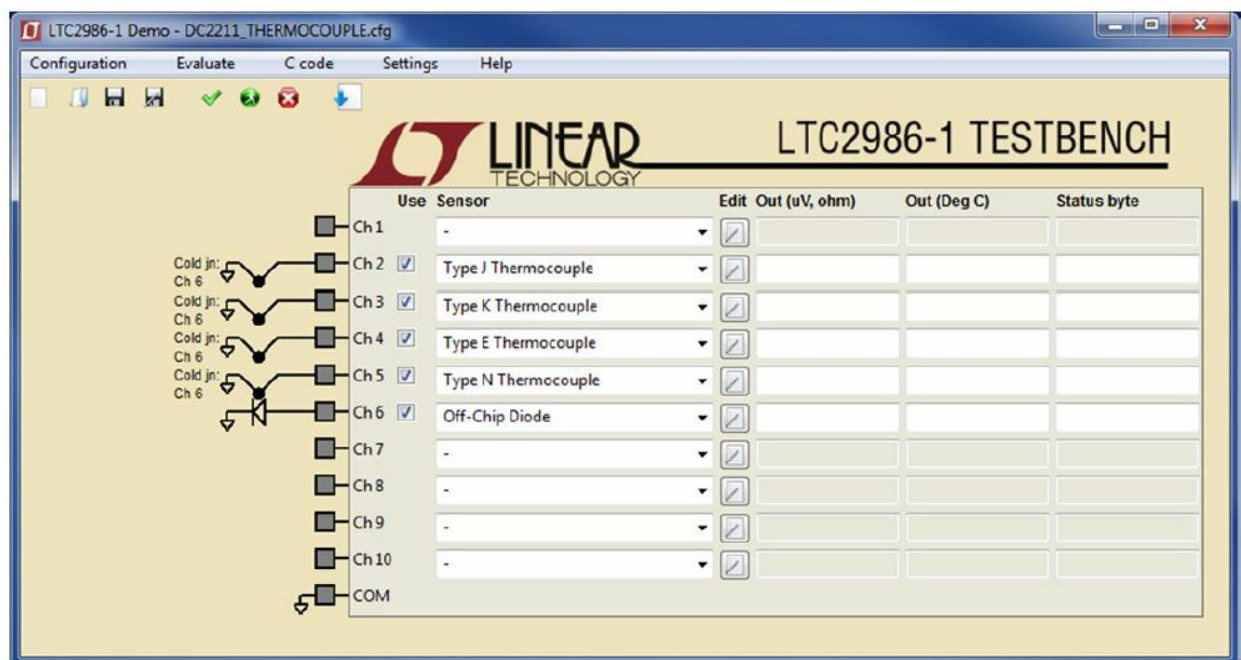 LTC2986-1 Demo - DC2211_THERMOCOUPLE.cfg
Configuration Evaluate C code Settings Help
LINEAR TECHNOLOGY
LTC2986-1 TESTBENCH
Use Sensor Edit Out (uV, ohm) Out (Deg C) Status byte
Ch 1 -
Cold jn: Ch 6 Ch 2 Type J Thermocouple
Cold jn: Ch 6 Ch 3 Type K Thermocouple
Cold jn: Ch 6 Ch 4 Type E Thermocouple
Cold jn: Ch 6 Ch 5 Type N Thermocouple
Ch 6 Off-Chip Diode
Ch 7 -
Ch 8 -
Ch 9 -
Ch 10 -
COM